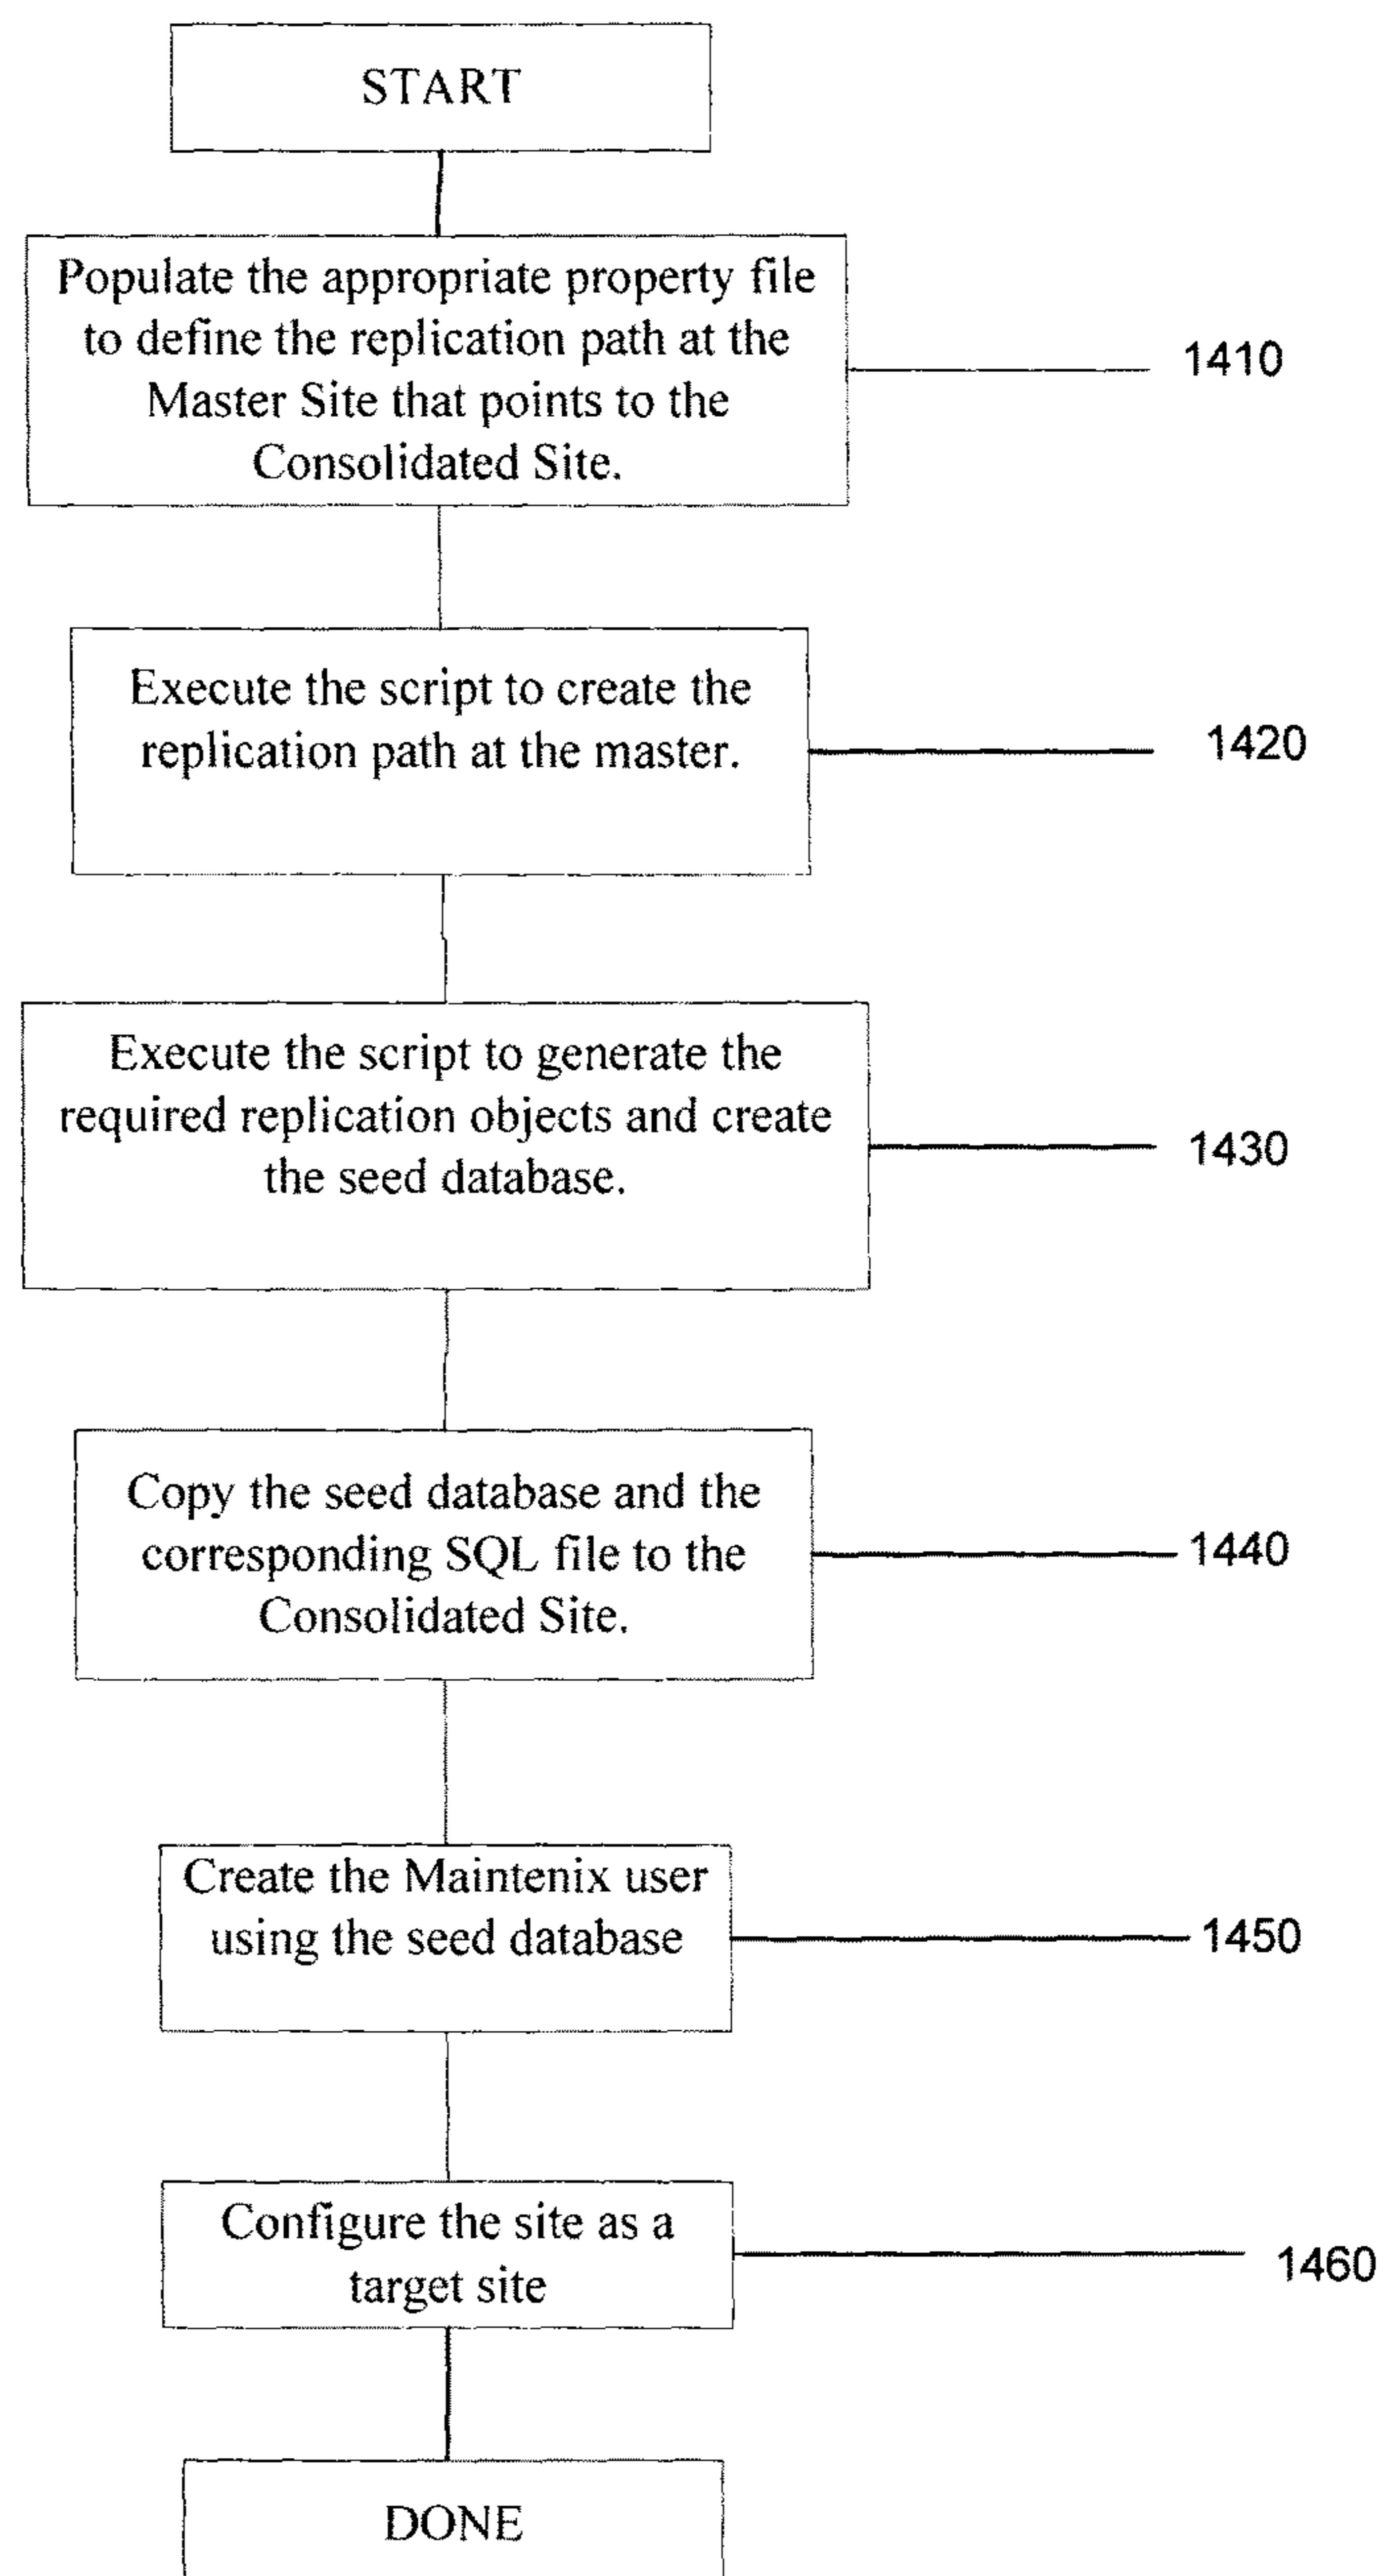 START
Populate the appropriate property file
to define the replication path at the
Master Site that points to the
Consolidated Site.
1410
Execute the script to create the
replication path at the master.
1420
Execute the script to generate the
required replication objects and create
the seed database.
1430
Copy the seed database and the
corresponding SQL file to the
Consolidated Site.
1440
Create the Maintenix user
using the seed database
1450
Configure the site as a
target site
1460
DONE